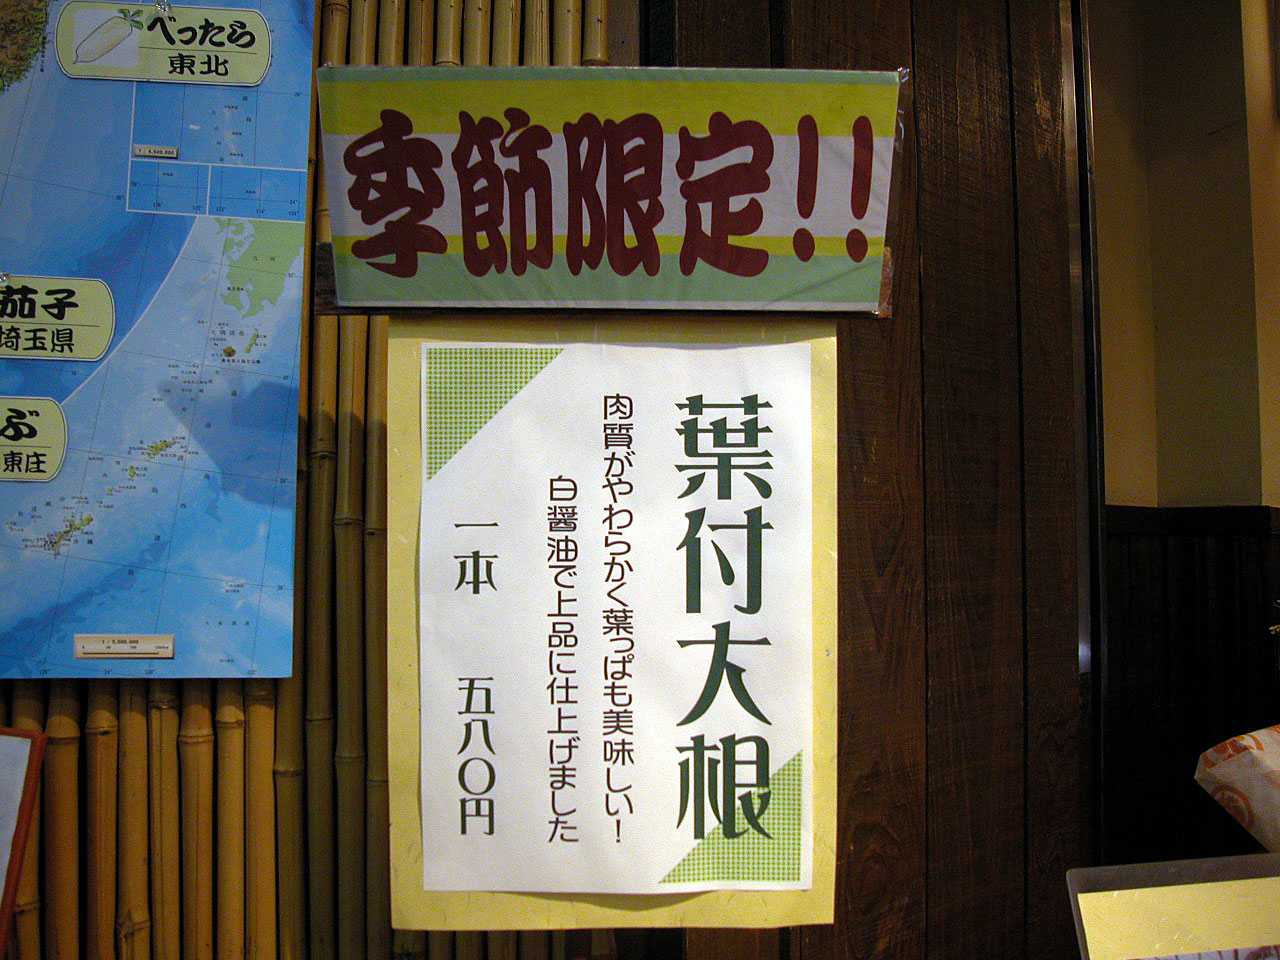 べったら
東北
季節限定!!
葉付大根
肉質がやわらかく葉っぱも美味しい!
白醤油で上品に仕上げました
一本 五八〇円
茄子
埼玉県
ぶ
東庄